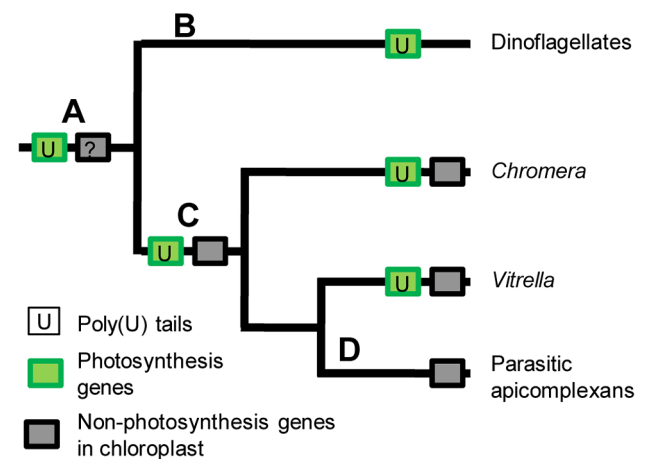 B
U
Dinoflagellates
A
U
?
U
Chromera
C
U
U
Vitrella
U
Poly(U) tails
D
Parasitic
apicomplexans
Photosynthesis
genes
Non-photosynthesis genes
in chloroplast